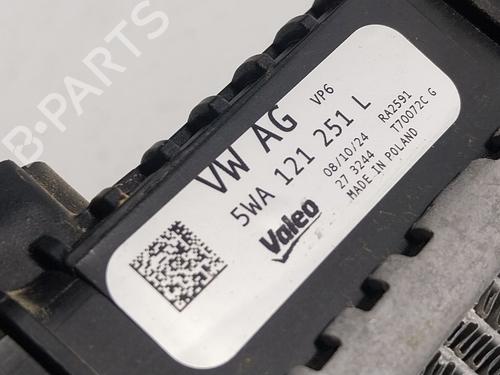 B-PARTS
VW AG VP6
5WA 121 251 L
Valeo
08/10/24 RA2591
27 3244 T70072C G
MADE IN POLAND